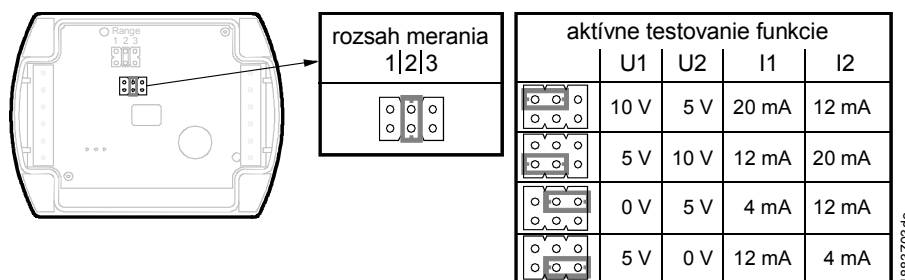 Range
1 2 3
rozsah merania
1|2|3
aktívne testovanie funkcie
U1 U2 I1 I2
10 V 5 V 20 mA 12 mA
5 V 10 V 12 mA 20 mA
0 V 5 V 4 mA 12 mA
5 V 0 V 12 mA 4 mA